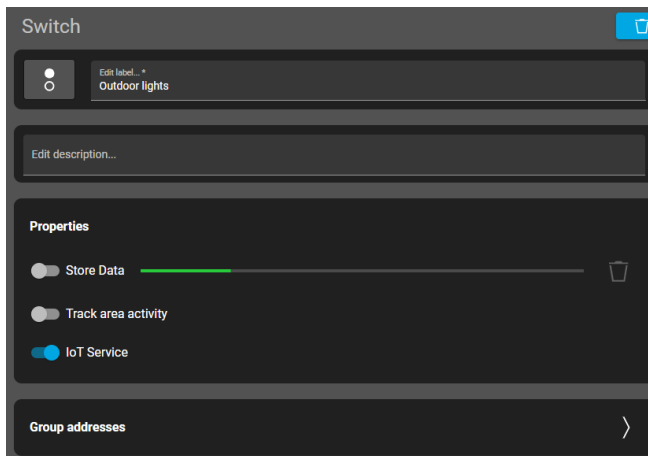 Switch
Edit label... *
Outdoor lights
Edit description...
Properties
Store Data
Track area activity
IoT Service
Group addresses